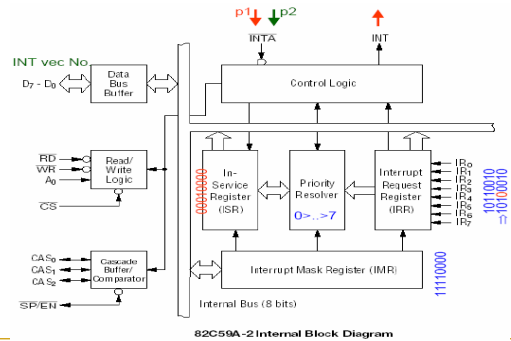 p1 p2
INTA INT
INT vec No
D7 - D0
Data
Bus
Buffer
Control Logic
RD
WR
A0
CS
Read/
Write
Logic
00010000
In-
Service
Register
(ISR)
Priority
Resolver
0>..>7
Interrupt
Request
Register
(IRR)
IR0
IR1
IR2
IR3
IR4
IR5
IR6
IR7
10110010
10100010
CAS0
CAS1
CAS2
SP/EN
Cascade
Buffer/
Comparator
Interrupt Mask Register (IMR)
11110000
Internal Bus (8 bits)
82C59A-2 Internal Block Diagram